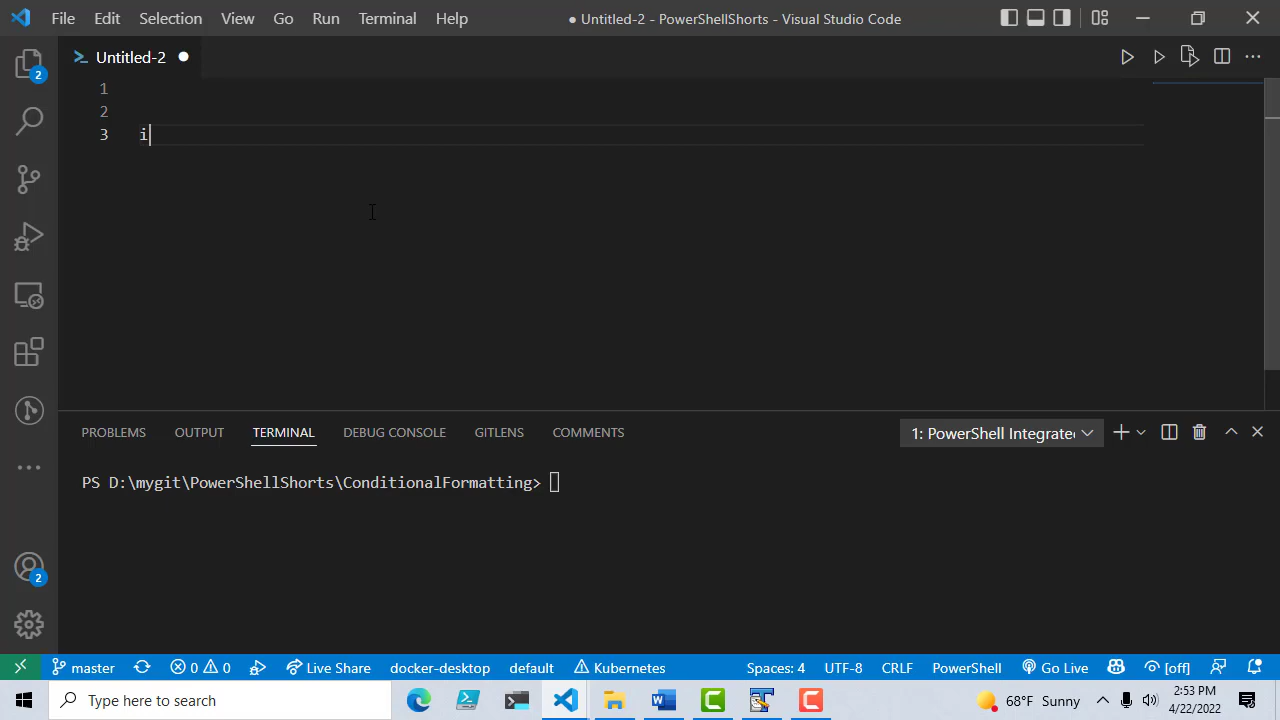 File Edit Selection View Go Run Terminal Help ● Untitled-2 - PowerShellShorts - Visual Studio Code
2
Untitled-2
1
2
3 i
PROBLEMS OUTPUT TERMINAL DEBUG CONSOLE GITLENS COMMENTS 1: PowerShell Integrate
PS D:\mygit\PowerShellShorts\ConditionalFormatting>
2
master 0 0 Live Share docker-desktop default Kubernetes Spaces: 4 UTF-8 CRLF PowerShell Go Live [off]
Type here to search 68°F Sunny 2:53 PM
4/22/2022